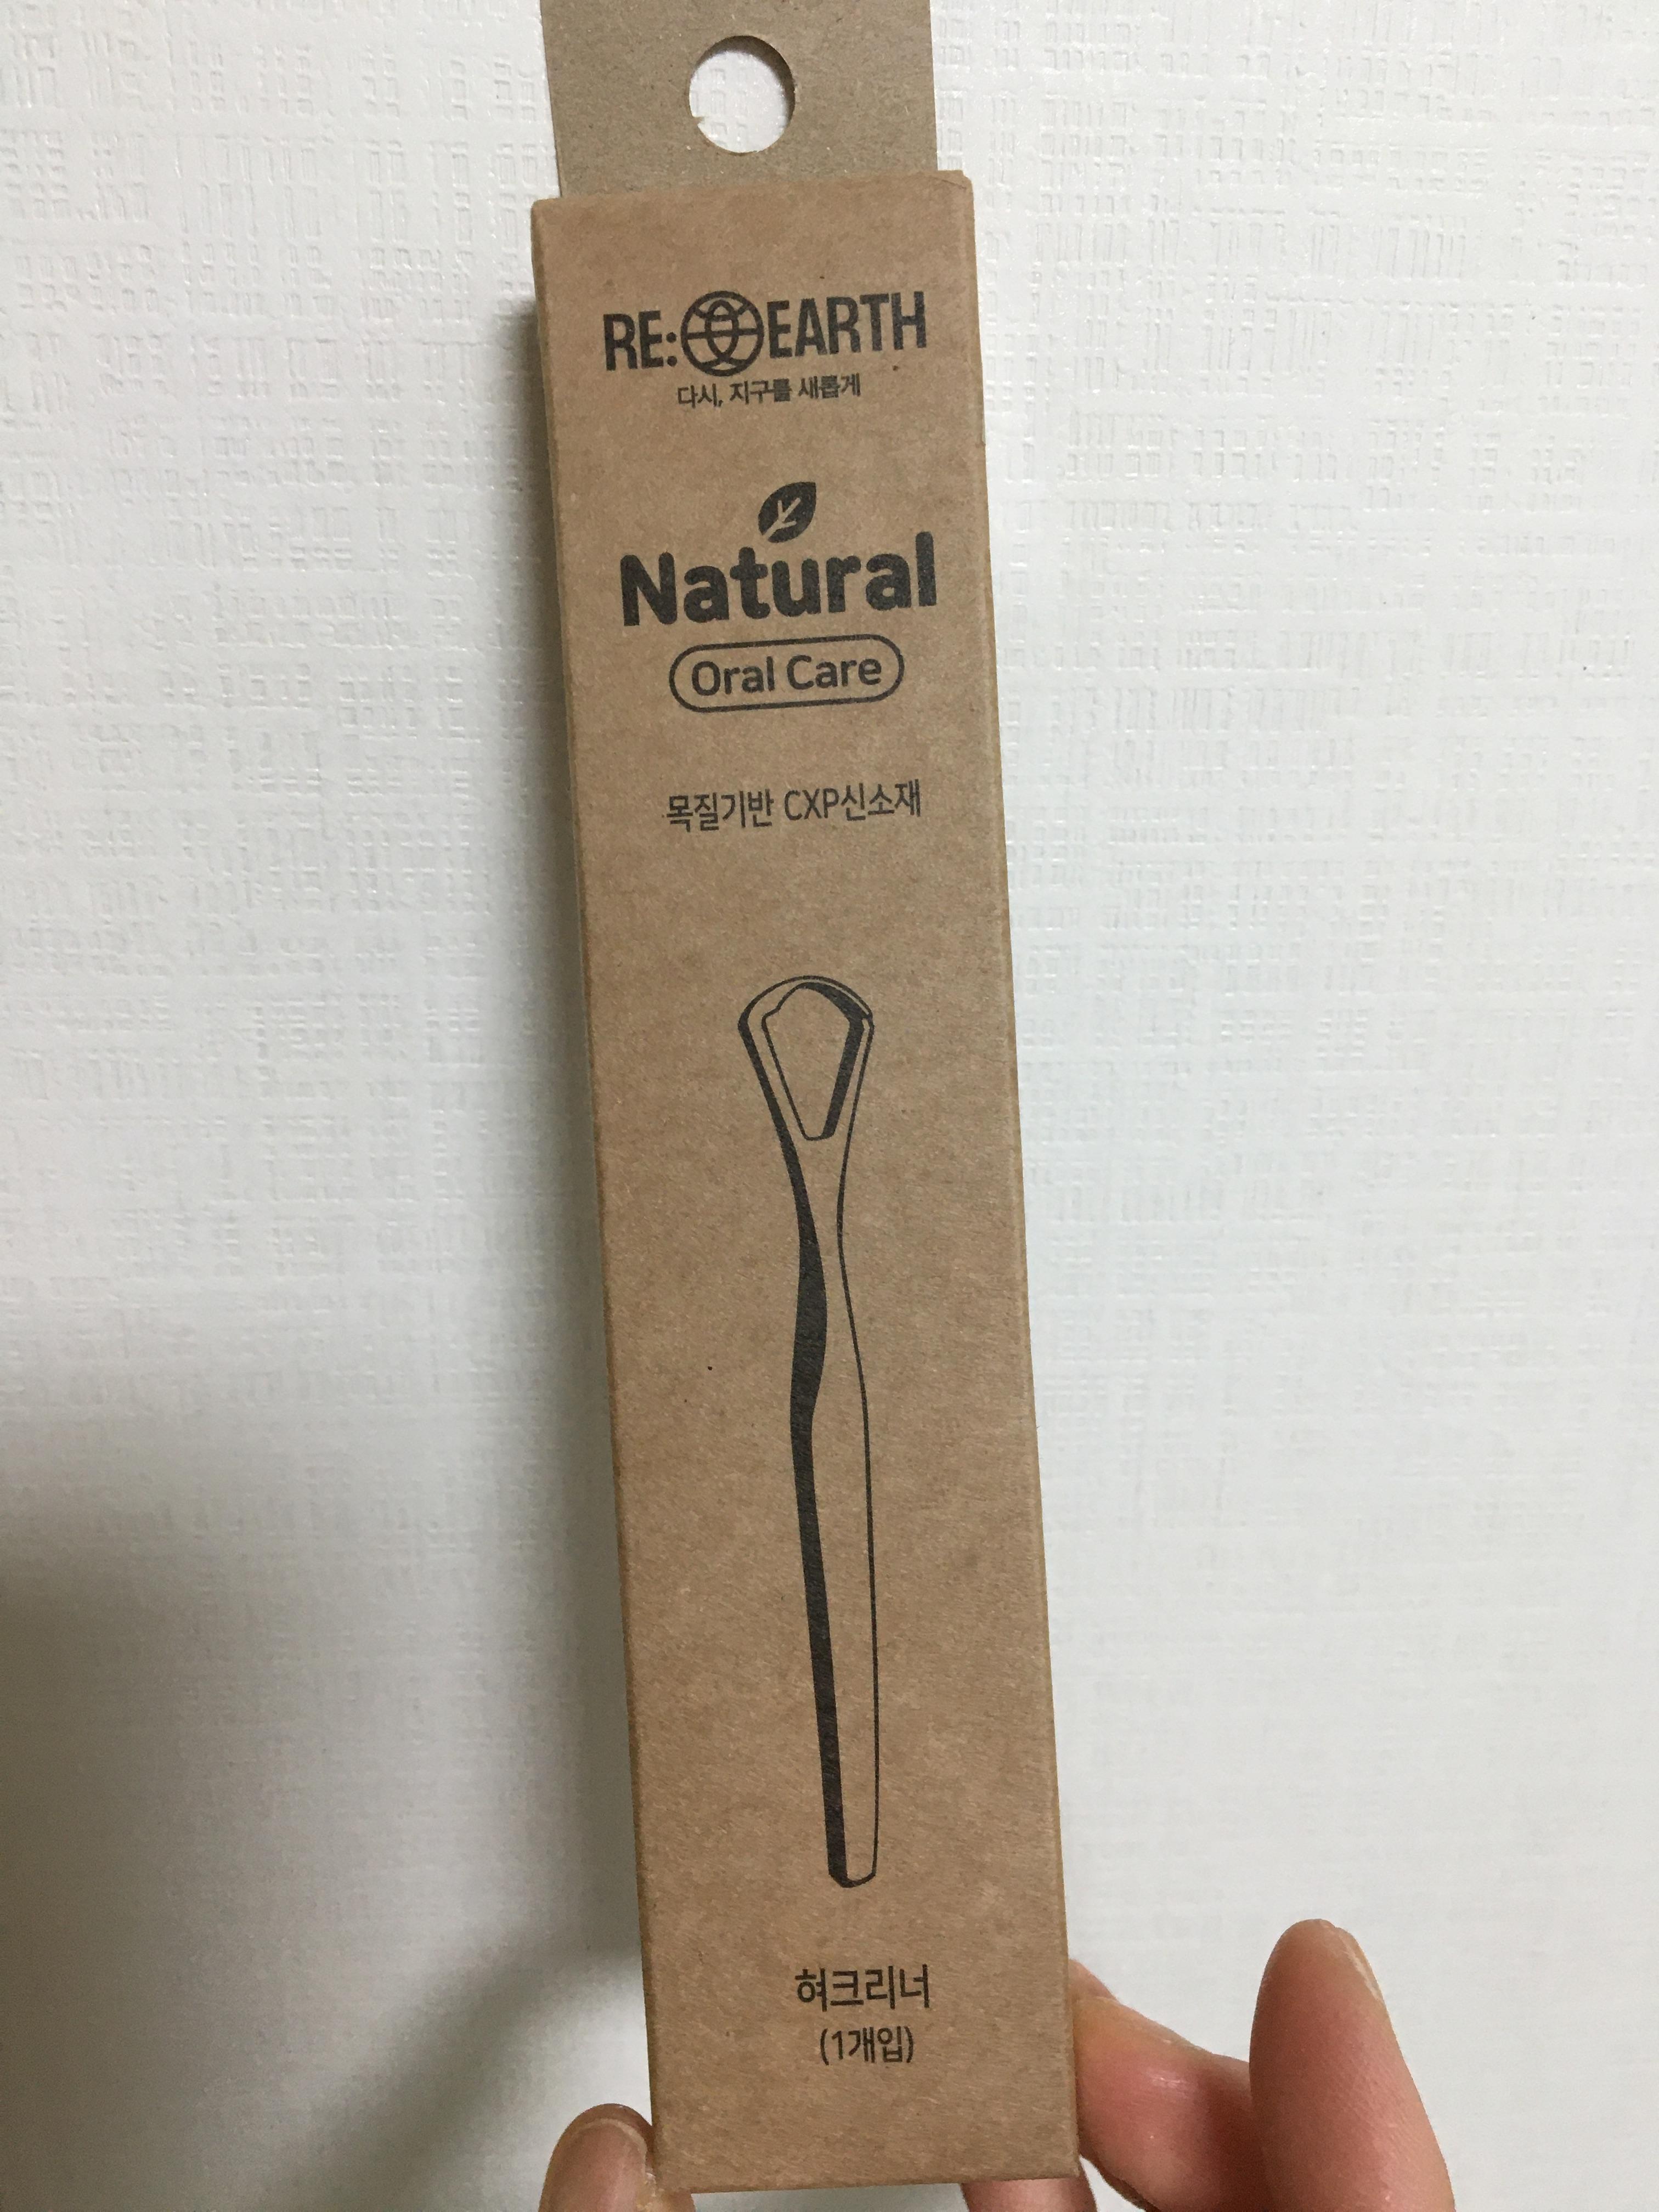 RE:EARTH
다시, 지구를 새롭게
Natural
Oral Care
목질기반 CXP신소재
혀크리너
(1개입)